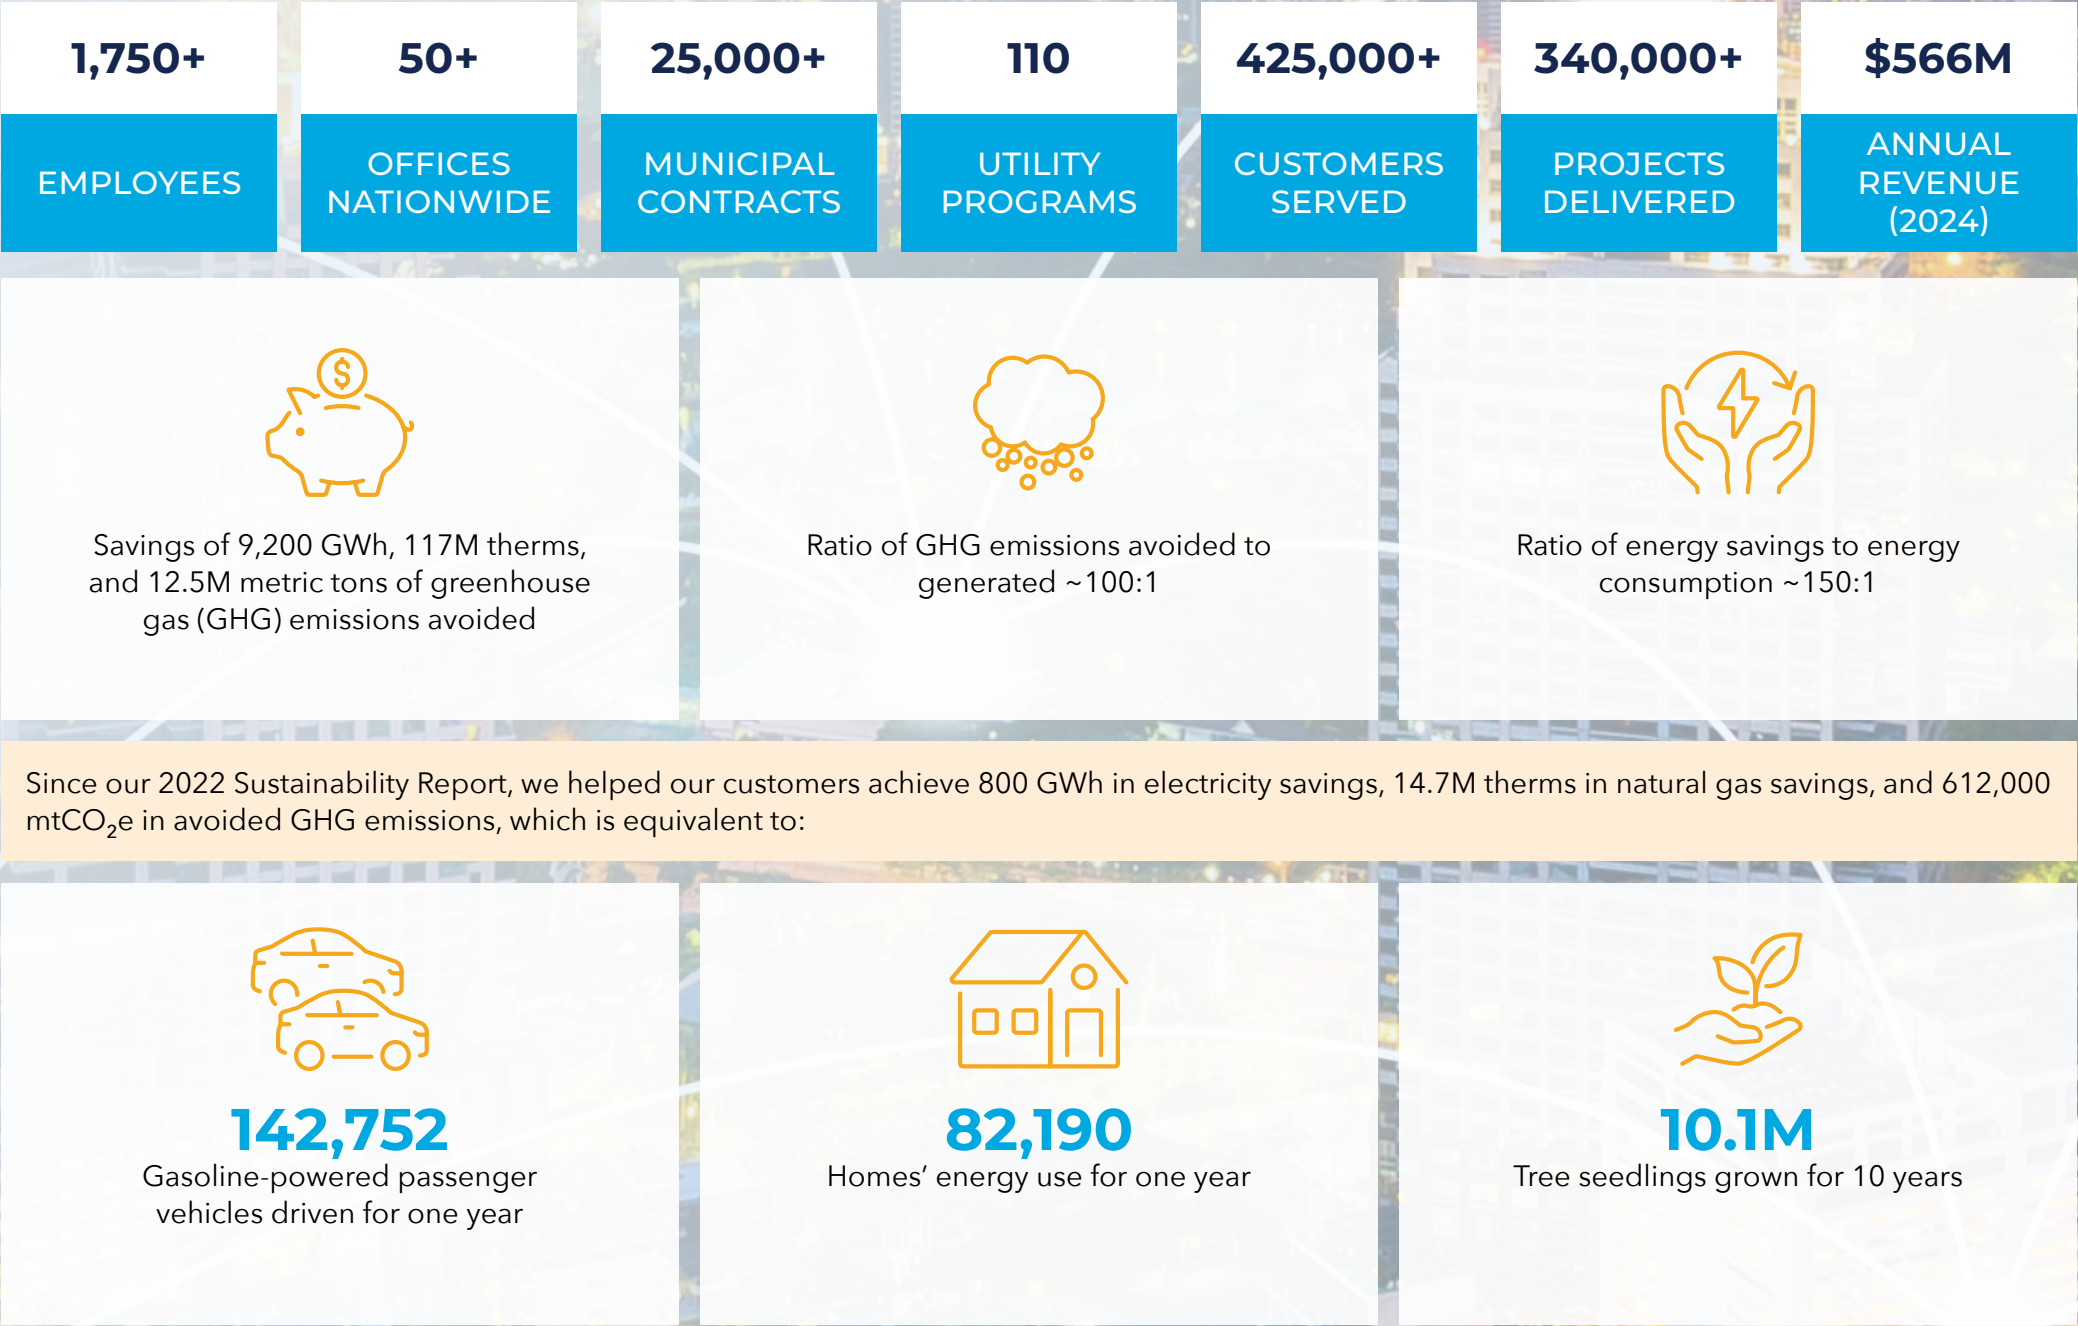 1,750+
EMPLOYEES
50+
OFFICES
NATIONWIDE
25,000+
MUNICIPAL
CONTRACTS
110
UTILITY
PROGRAMS
425,000+
CUSTOMERS
SERVED
340,000+
PROJECTS
DELIVERED
$566M
ANNUAL
REVENUE
(2024)
$
Savings of 9,200 GWh, 117M therms,
and 12.5M metric tons of greenhouse
gas (GHG) emissions avoided
Ratio of GHG emissions avoided to
generated ~100:1
Ratio of energy savings to energy
consumption ~150:1
Since our 2022 Sustainability Report, we helped our customers achieve 800 GWh in electricity savings, 14.7M therms in natural gas savings, and 612,000
mtCO₂e in avoided GHG emissions, which is equivalent to:
142,752
Gasoline-powered passenger
vehicles driven for one year
82,190
Homes’ energy use for one year
10.1M
Tree seedlings grown for 10 years